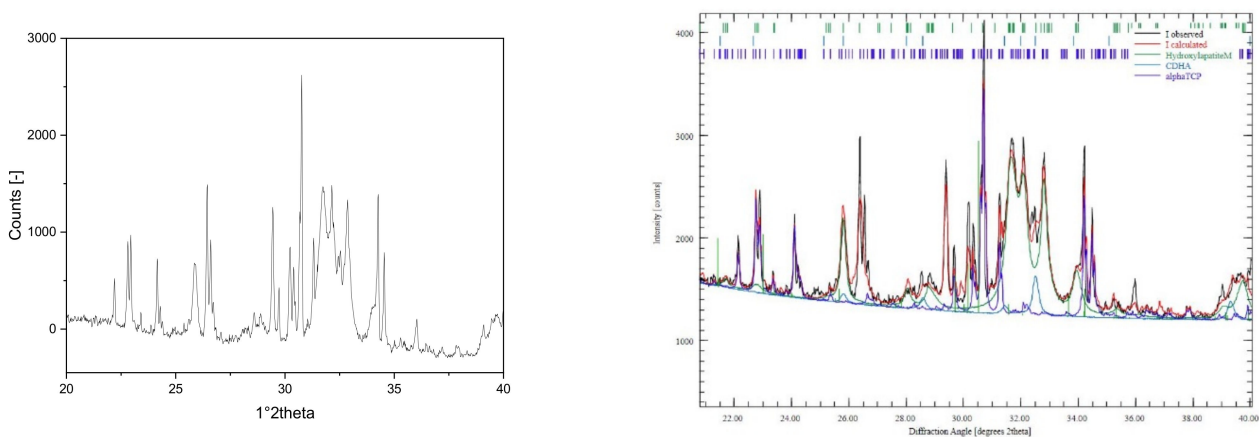 3000
2000
1000
0
Counts [-]
20
25
30
35
40
1°2theta
4000
3000
2000
1000
Intensity [counts]
I observed
I calculated
HydroxylapatiteM
CDHA
alphaTCP
22.00
24.00
26.00
28.00
30.00
32.00
34.00
36.00
38.00
40.00
Diffraction Angle [degrees 2theta]